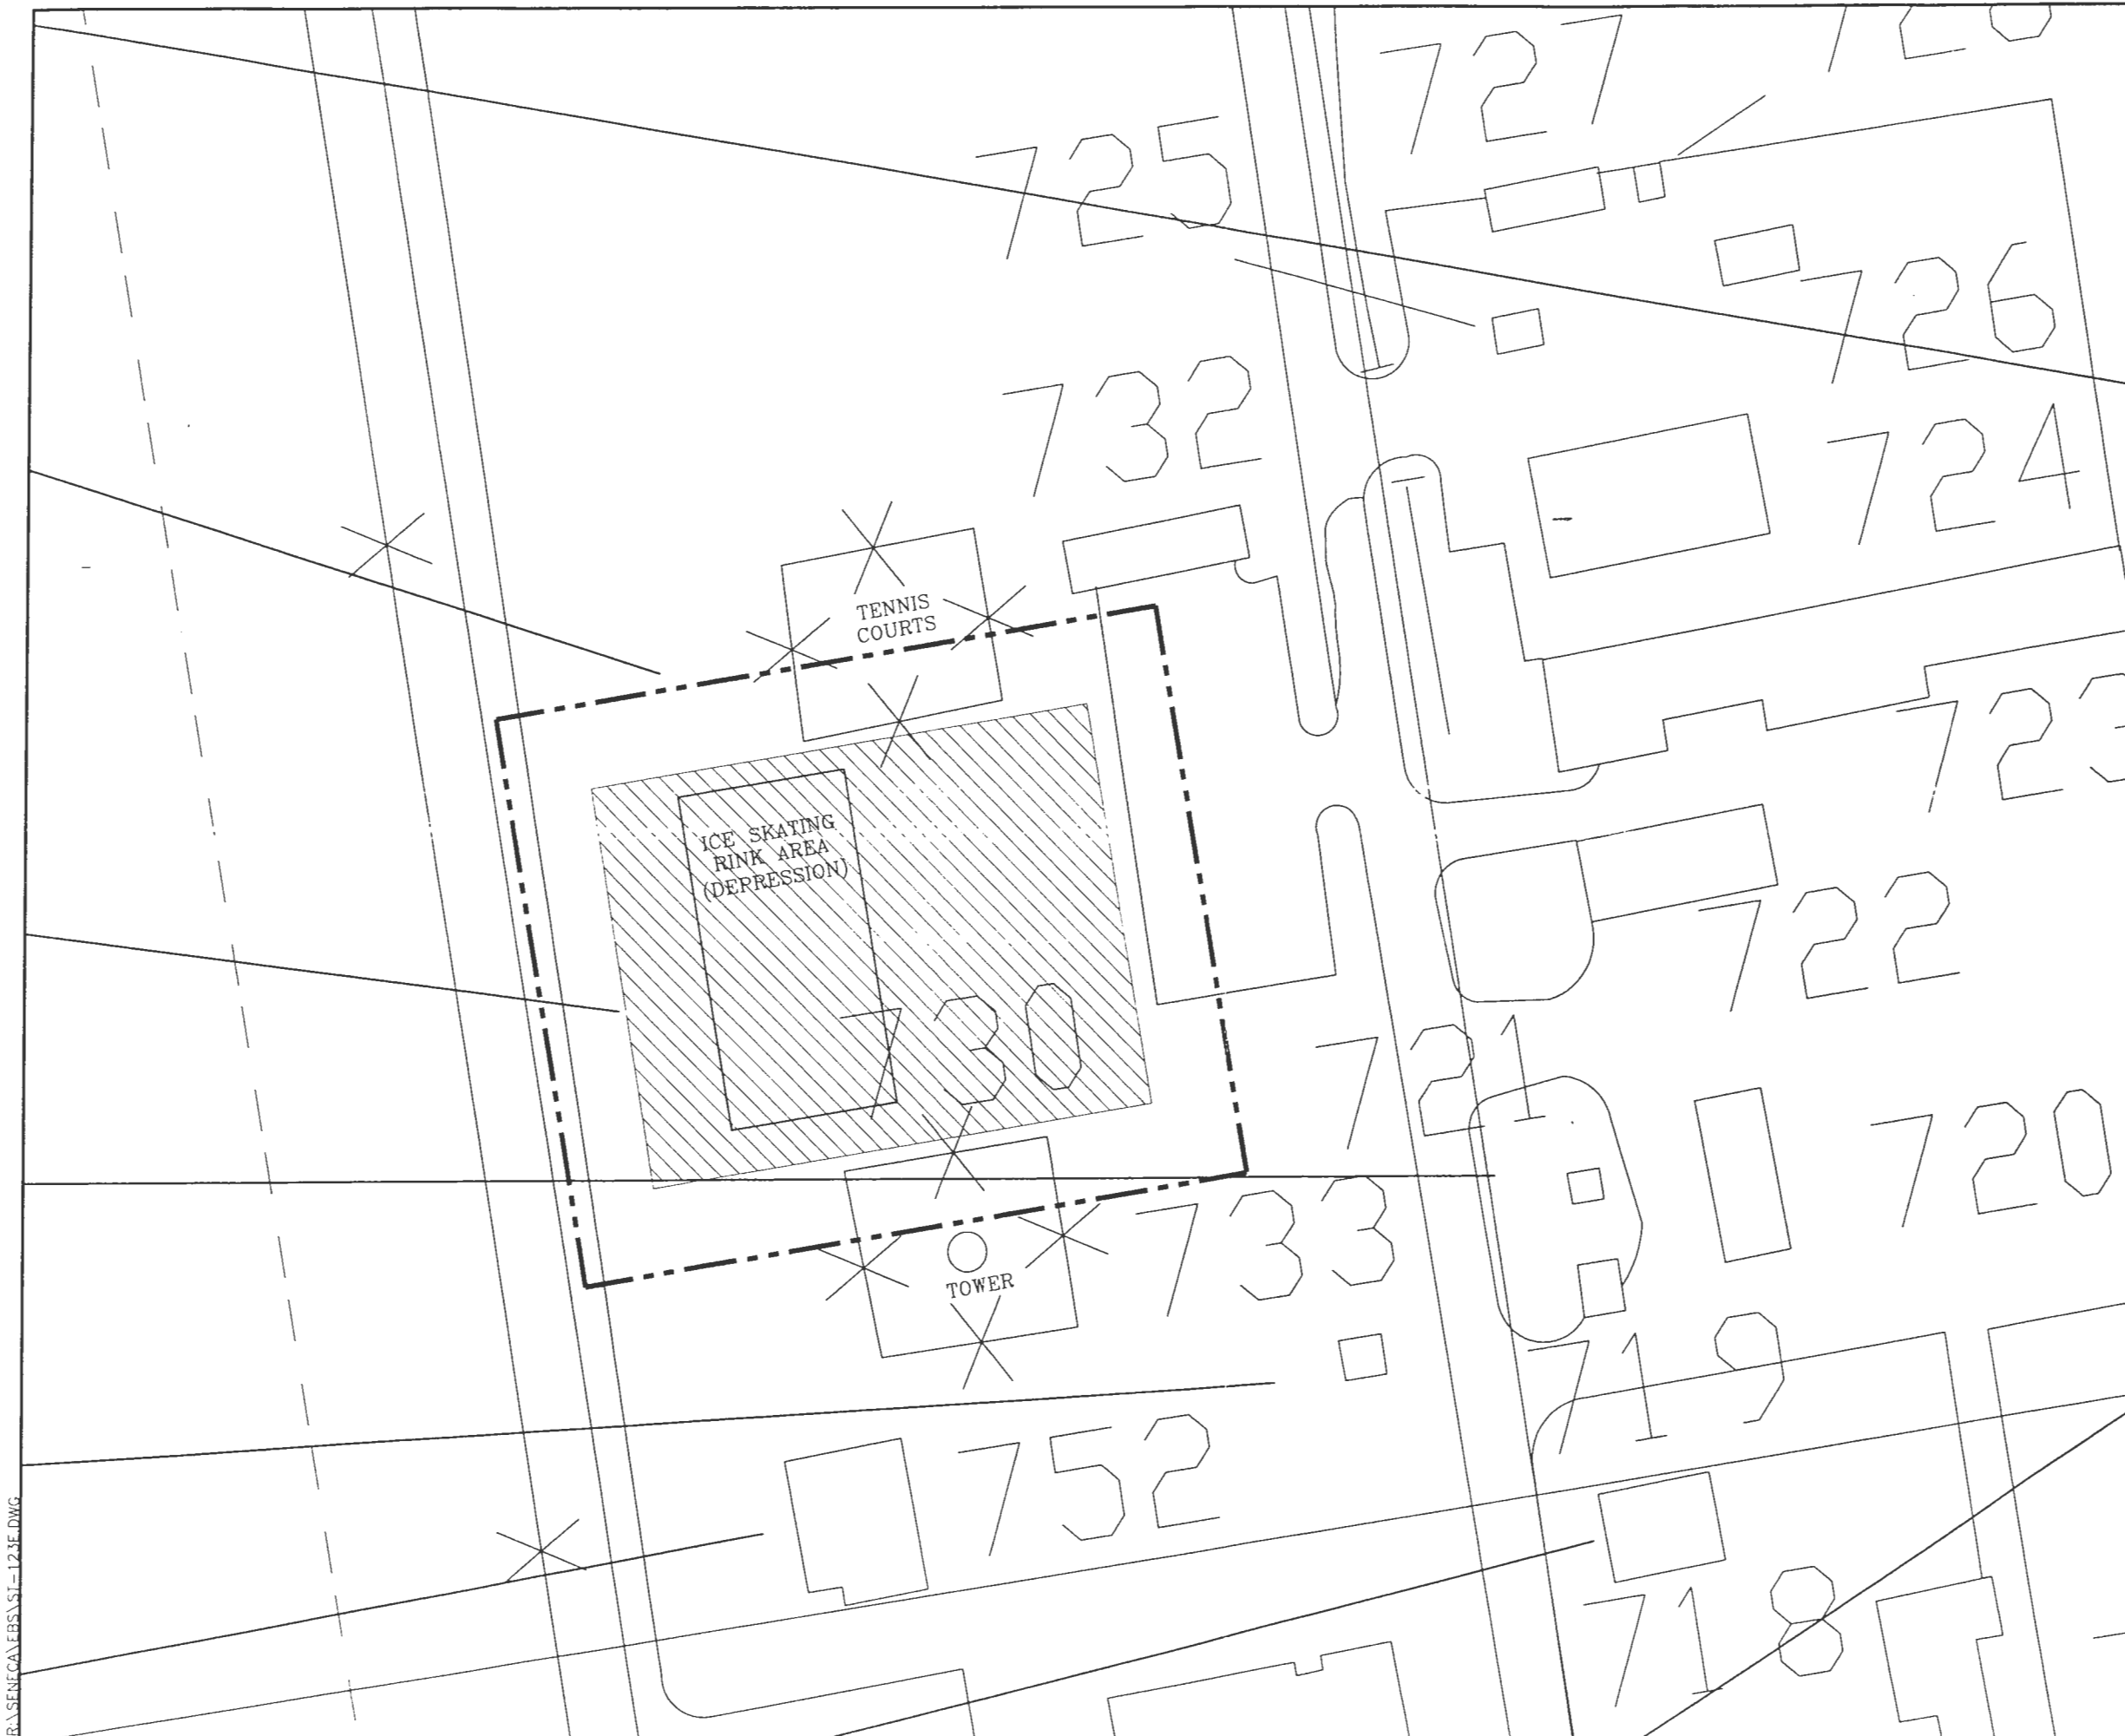 727
725
726
732
724
TENNIS
COURTS
723
ICE SKATING
RINK AREA
(DEPRESSION)
722
730
721
720
733
TOWER
719
752
718
R:\SENECA\EBS\SI-123E.DWG